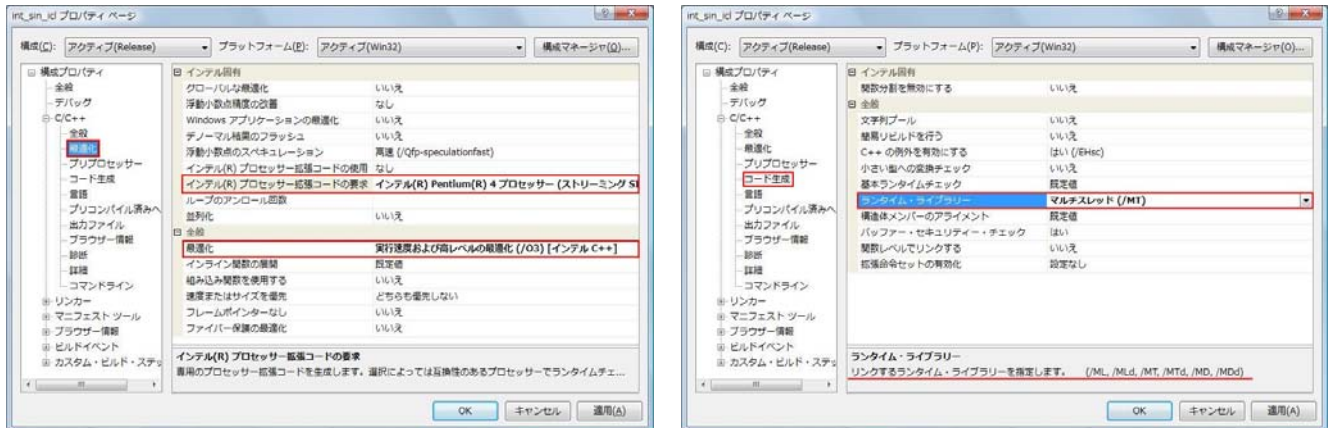 int_sin_icl プロパティ ページ
構成(C): アクティブ(Release) プラットフォーム(P): アクティブ(Win32) 構成マネージャ(O)...
構成プロパティ
全般
デバッグ
C/C++
全般
最適化
プリプロセッサー
コード生成
言語
プリコンパイル済みヘ
出力ファイル
ブラウザー情報
診断
詳細
コマンドライン
リンカー
マニフェスト ツール
ブラウザー情報
ビルドイベント
カスタム・ビルド・ステッ
インテル固有
グローバルな最適化 いいえ
浮動小数点精度の改善 なし
Windows アプリケーションの最適化 いいえ
デノーマル結果のフラッシュ いいえ
浮動小数点のスペキュレーション 高速 (/Qfp-speculationfast)
インテル(R) プロセッサー拡張コードの使用 なし
インテル(R) プロセッサー拡張コードの要求 インテル(R) Pentium(R) 4 プロセッサー (ストリーミング SI
ループのアンロール回数
並列化 いいえ
全般
最適化 実行速度および高レベルの最適化 (/O3) [インテル C++]
インライン関数の展開 既定値
組み込み関数を使用する いいえ
速度またはサイズを優先 どちらも優先しない
フレームポインターなし いいえ
ファイバー保護の最適化 いいえ
インテル(R) プロセッサー拡張コードの要求
専用のプロセッサー拡張コードを生成します。選択によっては互換性のあるプロセッサーでランタイムチェ...
OK キャンセル 適用(A)
int_sin_icl プロパティ ページ
構成(C): アクティブ(Release) プラットフォーム(P): アクティブ(Win32) 構成マネージャ(O)...
構成プロパティ
全般
デバッグ
C/C++
全般
最適化
プリプロセッサー
コード生成
言語
プリコンパイル済みヘ
出力ファイル
ブラウザー情報
診断
詳細
コマンドライン
リンカー
マニフェスト ツール
ブラウザー情報
ビルドイベント
カスタム・ビルド・ステッ
インテル固有
関数分割を無効にする いいえ
全般
文字列プール いいえ
簡易リビルドを行う いいえ
C++ の例外を有効にする はい (/EHsc)
小さい型への変換チェック いいえ
基本ランタイムチェック 既定値
ランタイム・ライブラリー マルチスレッド (/MT)
構造体メンバーのアライメント 既定値
バッファー・セキュリティー・チェック はい
関数レベルでリンクする いいえ
拡張命令セットの有効化 設定なし
ランタイム・ライブラリー
リンクするランタイム・ライブラリーを指定します。 (/ML, /MLd, /MT, /MTd, /MD, /MDd)
OK キャンセル 適用(A)